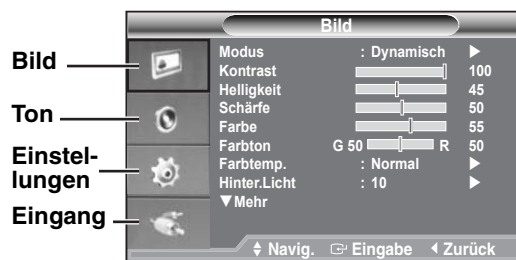 Bild
Bild
Modus : Dynamisch
Kontrast 100
Helligkeit 45
Schärfe 50
Farbe 55
Farbton G 50 R 50
Farbtemp. : Normal
Hinter.Licht : 10
▼Mehr
Navig. Eingabe Zurück
Ton
Einstel-
lungen
Eingang